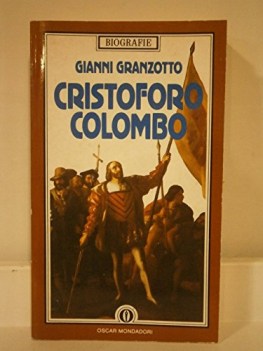 BIOGRAFIE
GIANNI GRANZOTTO
CRISTOFORO
COLOMBO
OSCAR MONDADORI